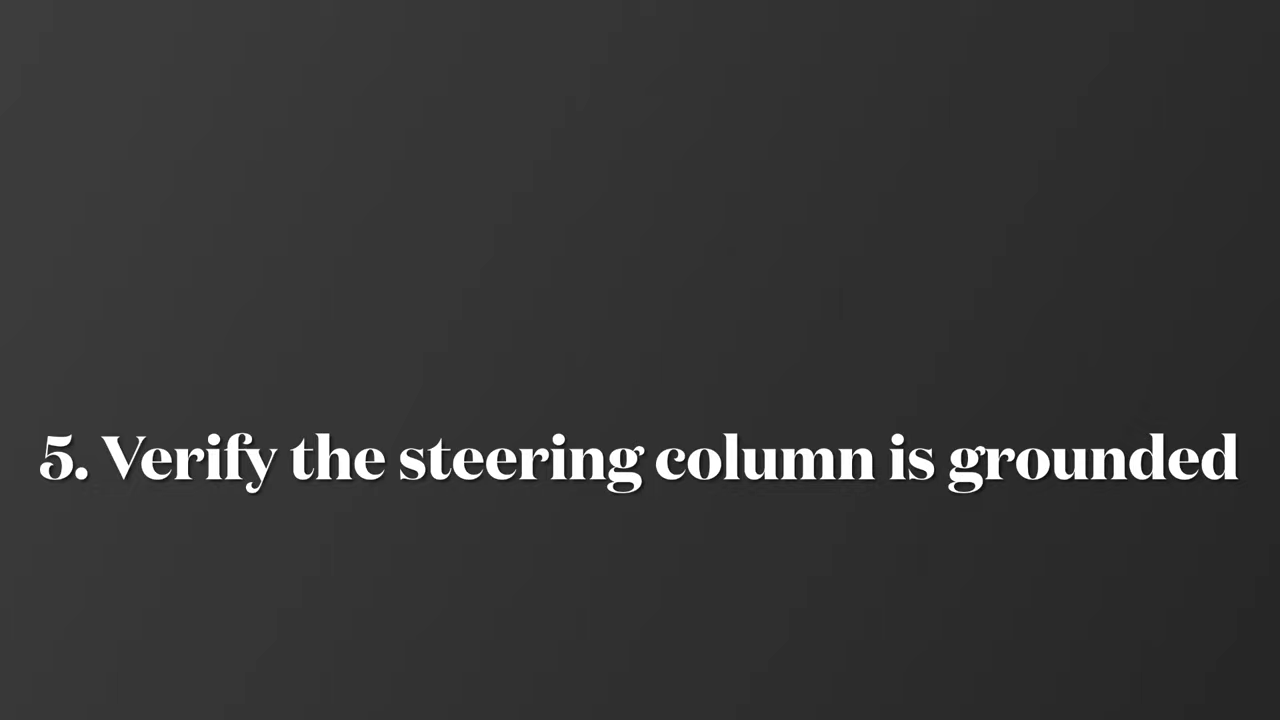 5. Verify the steering column is grounded